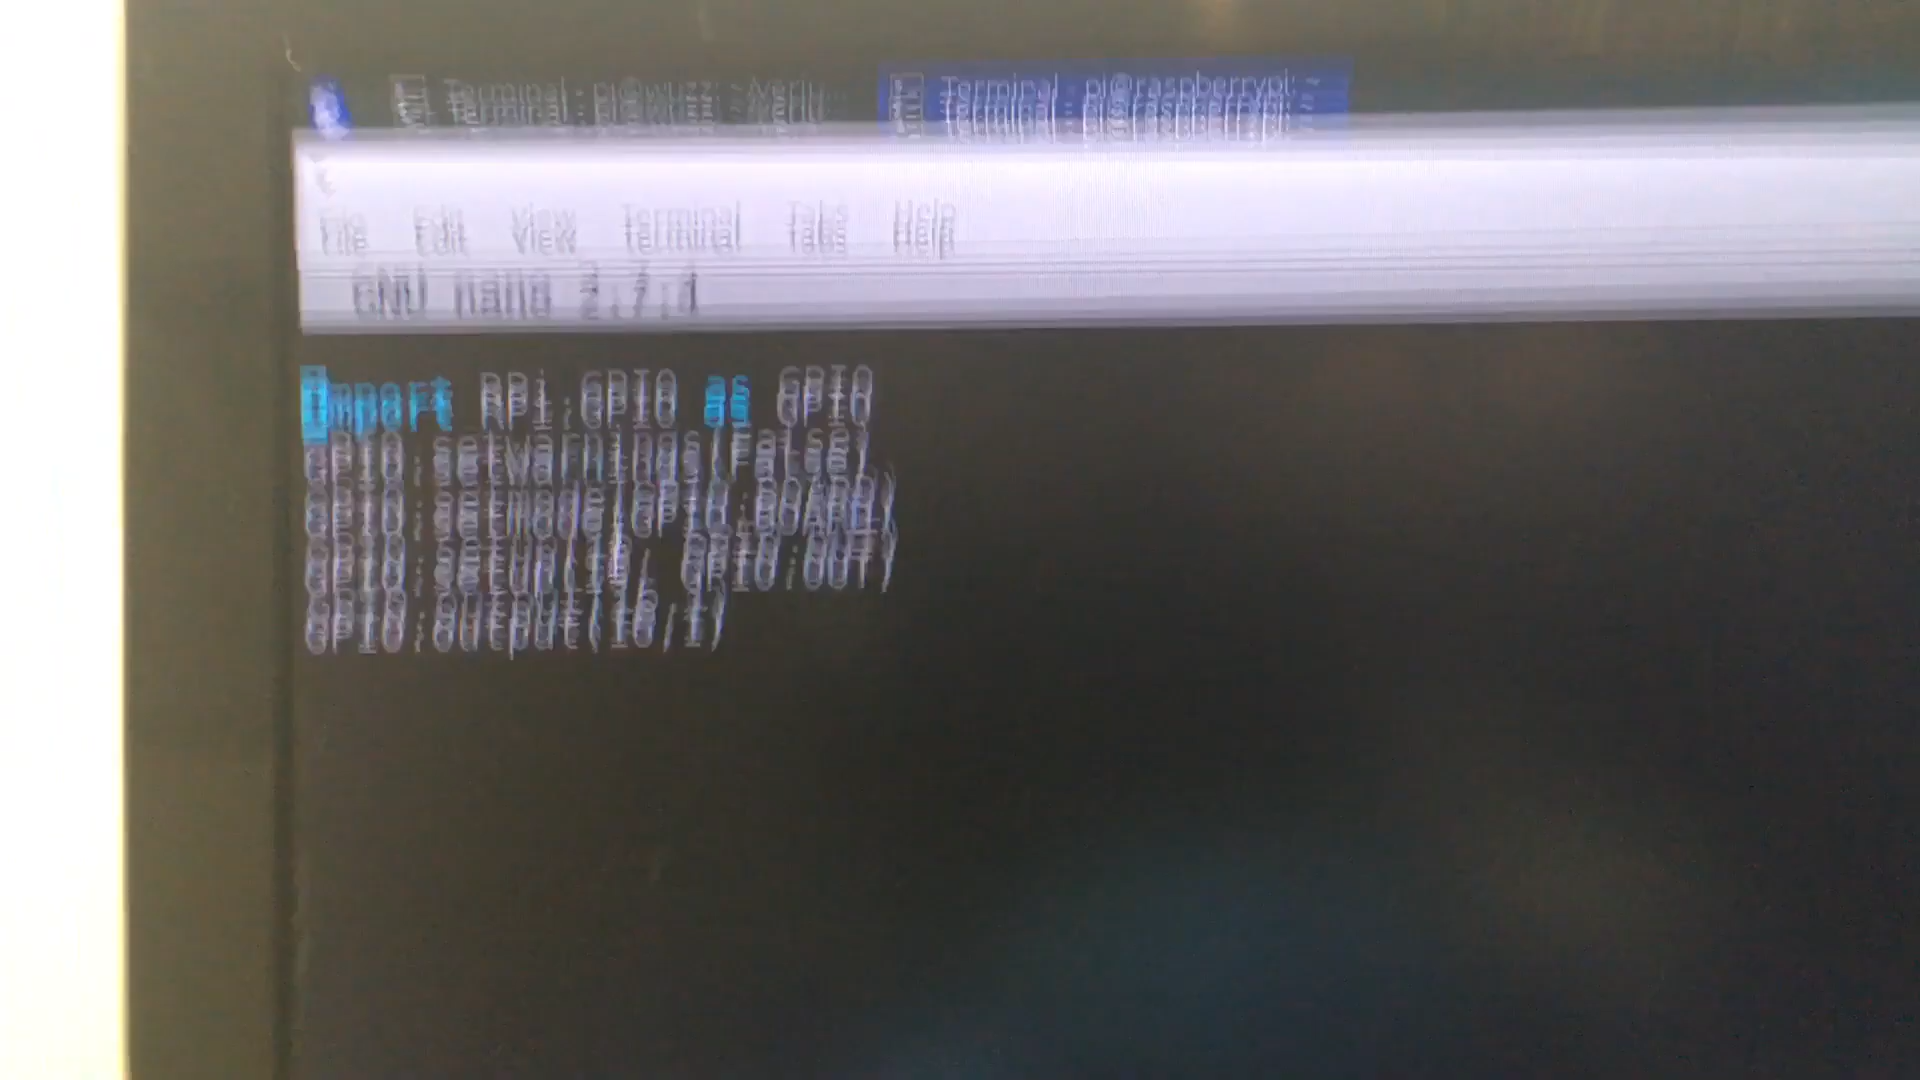 Terminal - pi@raspberrypi: ~
File Edit View Terminal Tabs Help
GNU nano 2.7.4
import RPi.GPIO as GPIO
GPIO.setwarnings(False)
GPIO.setmode(GPIO.BOARD)
GPIO.setup( , GPIO.OUT)
GPIO.output(16,1)